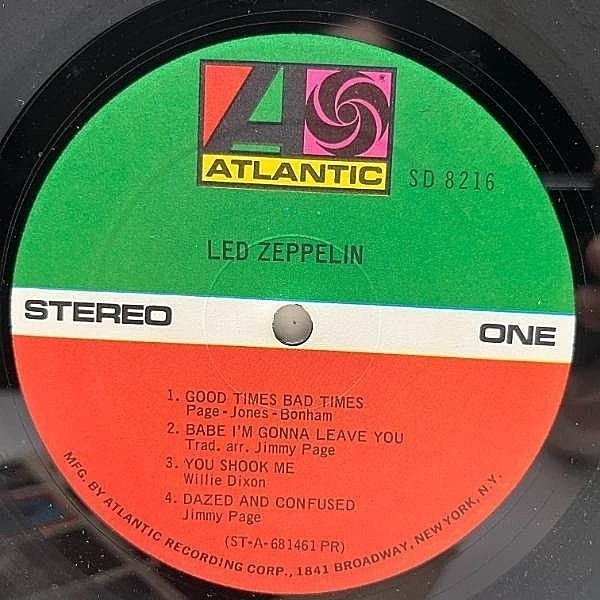 ATLANTIC
SD 8216
LED ZEPPELIN
STEREO
ONE
1. GOOD TIMES BAD TIMES
Page-Jones-Bonham
2. BABE I'M GONNA LEAVE YOU
Trad. arr. Jimmy Page
3. YOU SHOOK ME
Willie Dixon
4. DAZED AND CONFUSED
Jimmy Page
(ST-A-681461 PR)
MFG. BY ATLANTIC RECORDING CORP., 1841 BROADWAY, NEW YORK, N.Y.